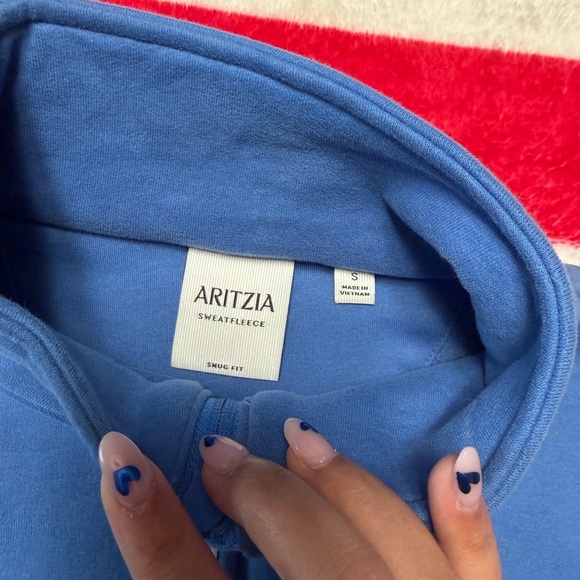 ARITZIA
SWEATFLEECE
SNUG FIT
S
MADE IN
VIETNAM